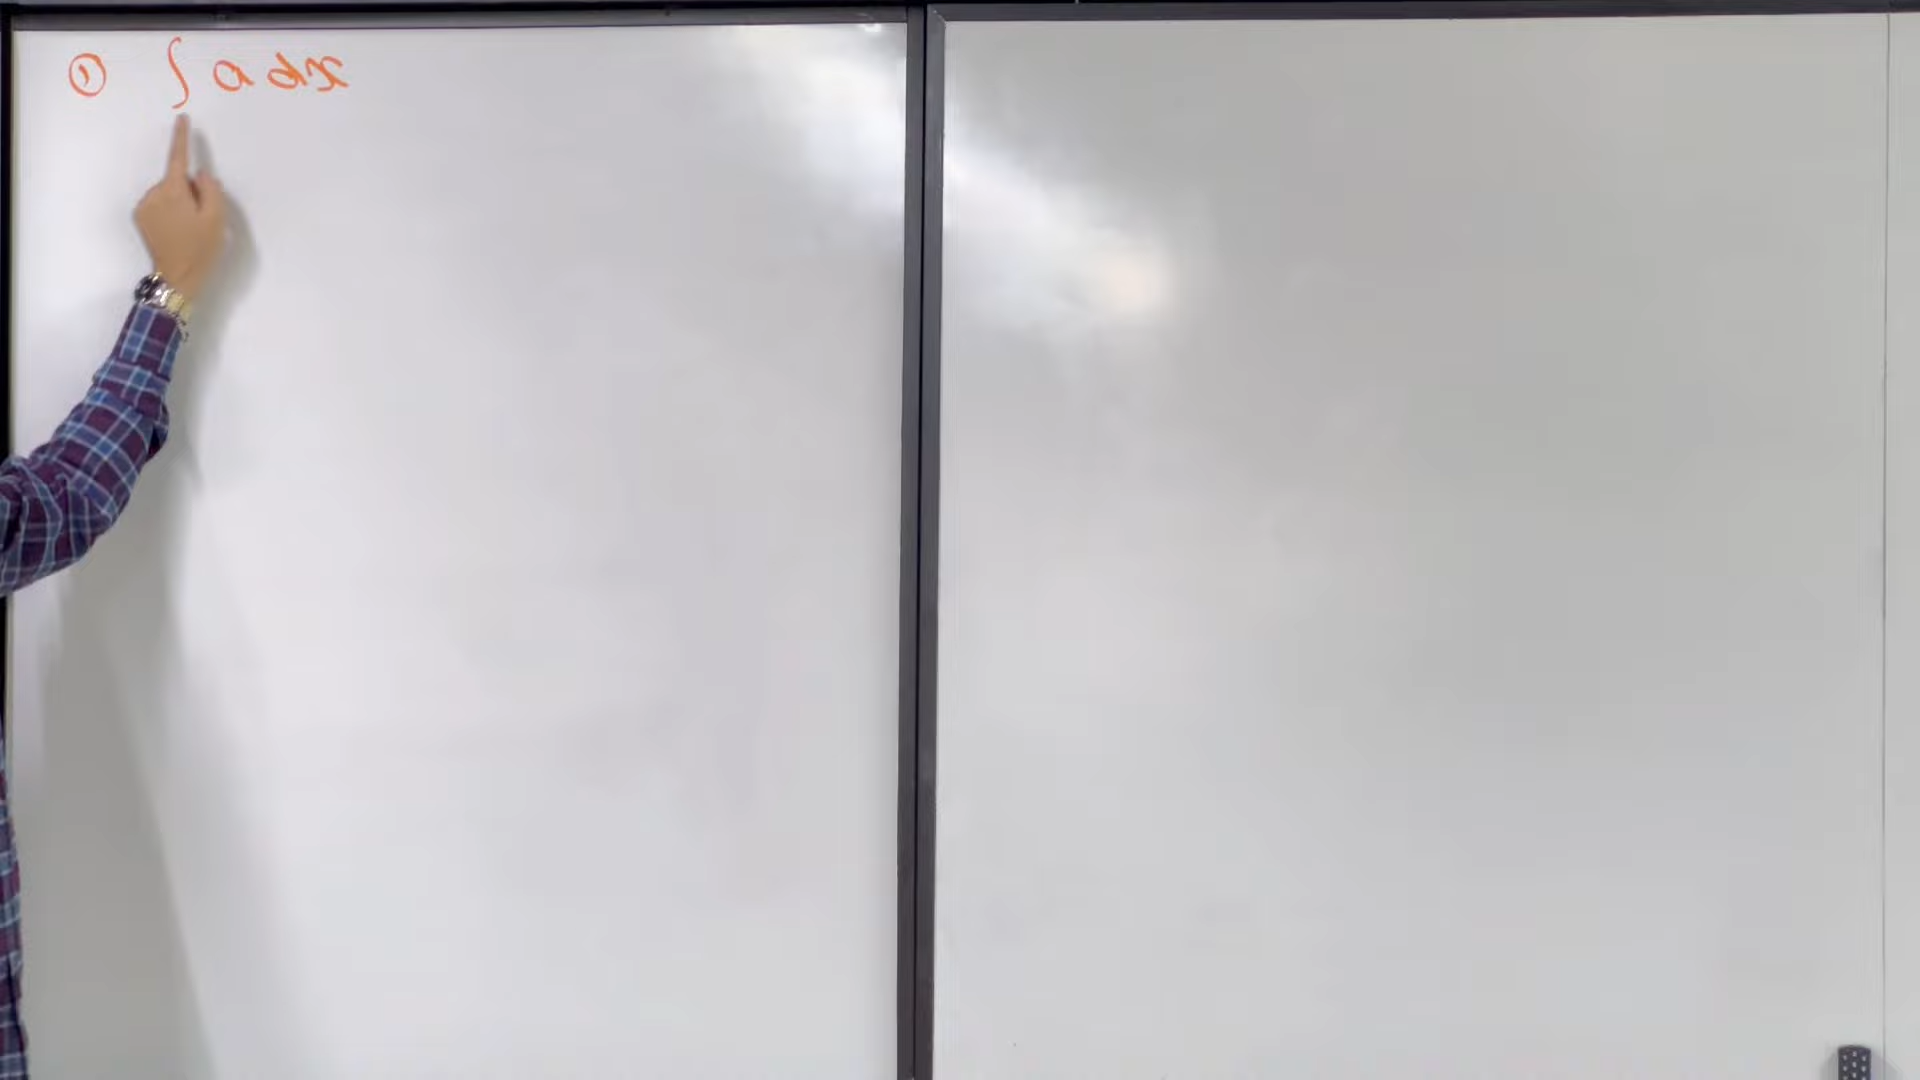 ① ∫ a dx